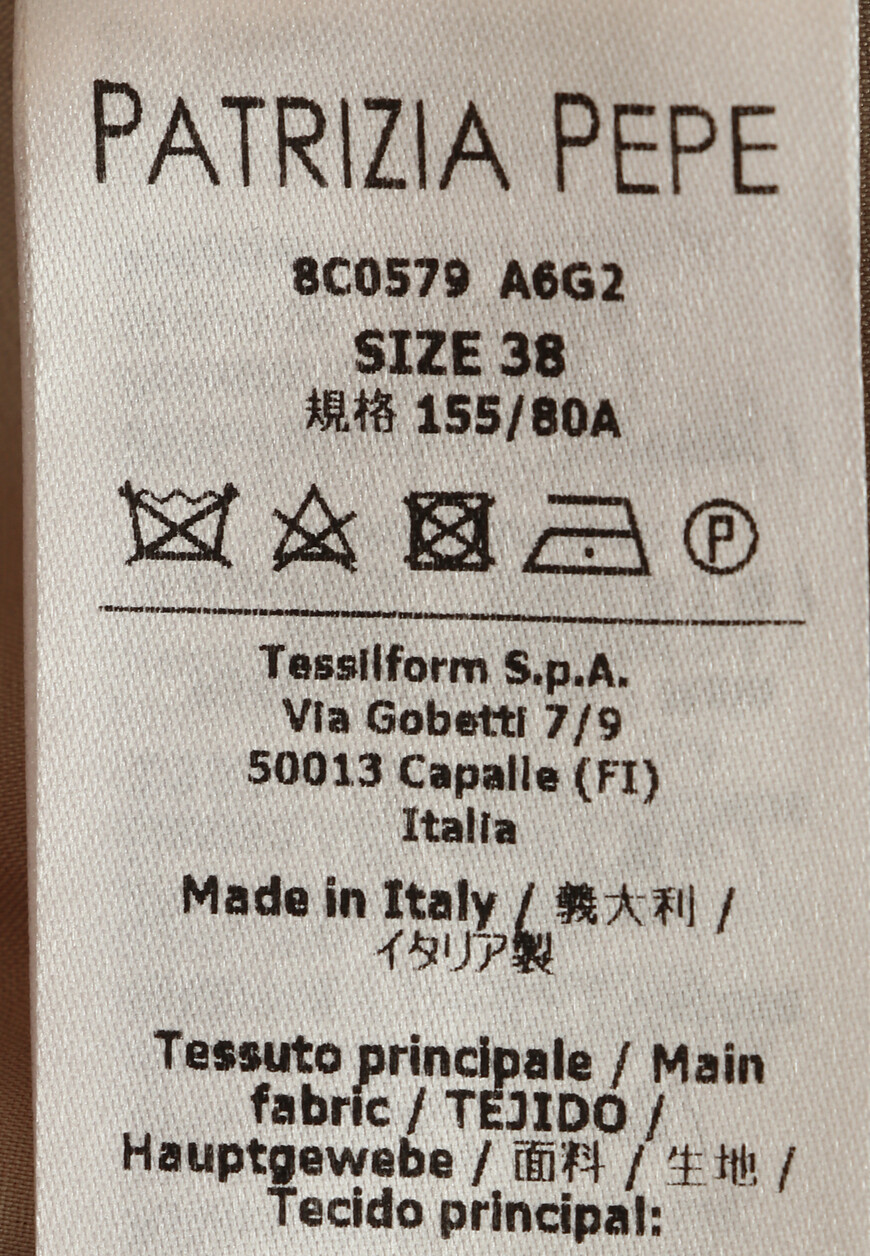 PATRIZIA PEPE
8C0579 A6G2
SIZE 38
規格 155/80A
P
Tessilform S.p.A.
Via Gobetti 7/9
50013 Capalle (FI)
Italia
Made in Italy / 義大利 /
イタリア製
Tessuto principale / Main
fabric / TEJIDO /
Hauptgewebe / 面料 / 生地 /
Tecido principal: